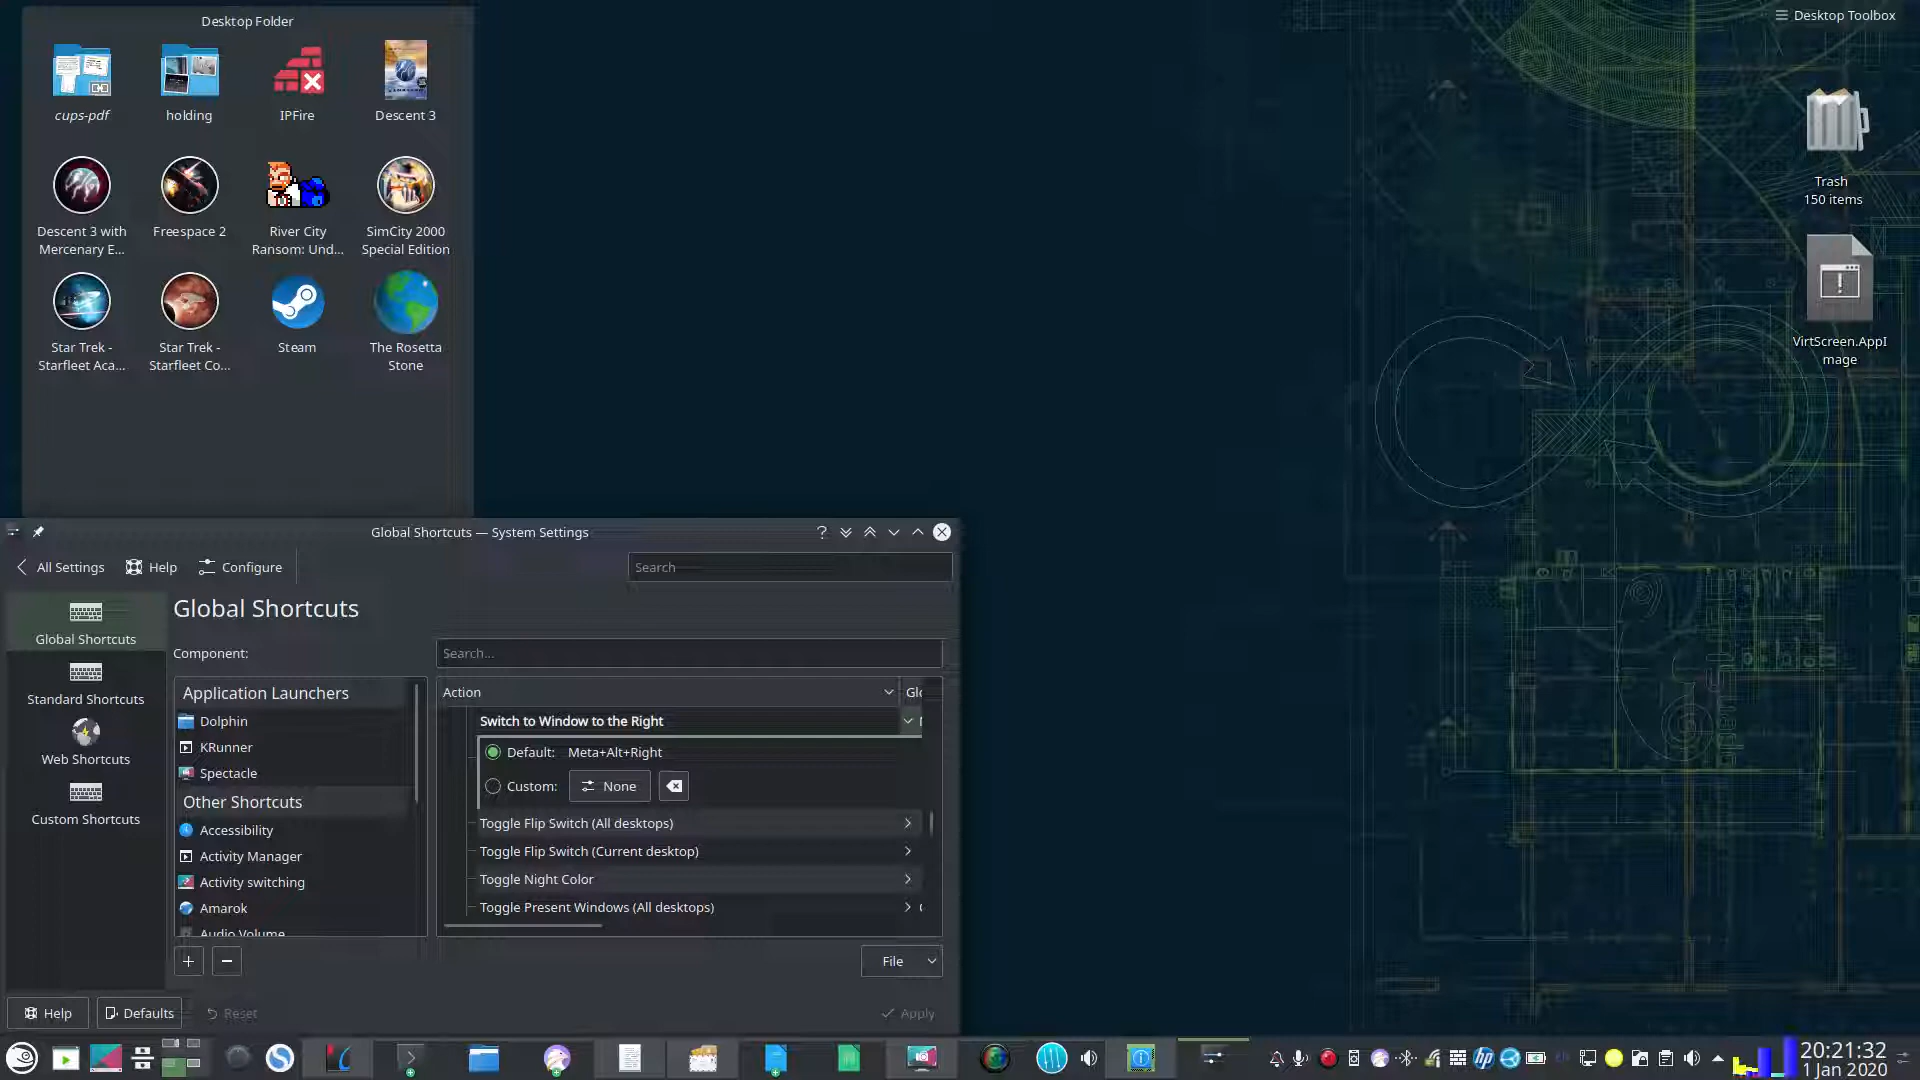 Desktop Folder
Desktop Toolbox
cups-pdf
holding
IPFire
Descent 3
Trash
150 items
Descent 3 with
Mercenary E...
Freespace 2
River City
Ransom: Und...
SimCity 2000
Special Edition
VirtScreen.AppI
mage
Star Trek -
Starfleet Aca...
Star Trek -
Starfleet Co...
Steam
The Rosetta
Stone
Global Shortcuts — System Settings
All Settings
Help
Configure
Search
Global Shortcuts
Standard Shortcuts
Web Shortcuts
Custom Shortcuts
Global Shortcuts
Component:
Search...
Application Launchers
Dolphin
KRunner
Spectacle
Other Shortcuts
Accessibility
Activity Manager
Activity switching
Amarok
Audio Volume
Action
Switch to Window to the Right
Default: Meta+Alt+Right
Custom: None
Toggle Flip Switch (All desktops)
Toggle Flip Switch (Current desktop)
Toggle Night Color
Toggle Present Windows (All desktops)
File
Help
Defaults
Reset
Apply
20:21:32
1 Jan 2020